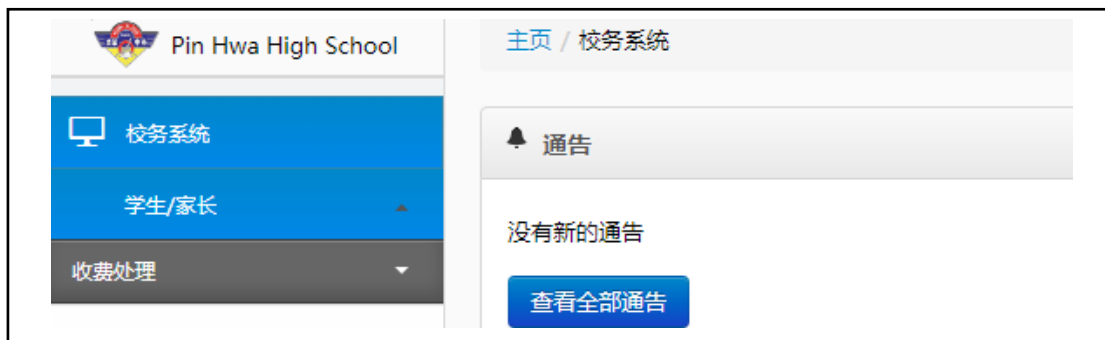 Pin Hwa High School
主页 / 校务系统
校务系统
学生/家长
收费处理
通告
没有新的通告
查看全部通告